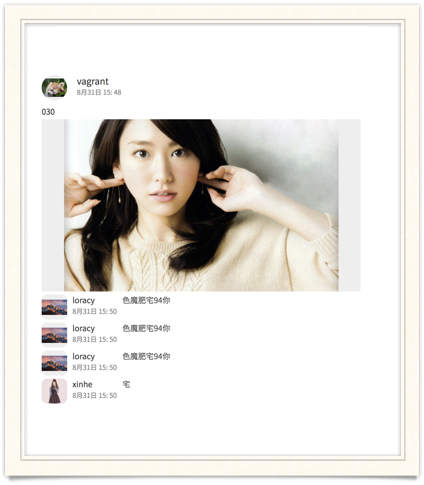 vagrant
8月31日 15: 48
030
loracy 色魔肥宅94你
8月31日 15: 50
loracy 色魔肥宅94你
8月31日 15: 50
loracy 色魔肥宅94你
8月31日 15: 50
xinhe 宅
8月31日 15: 50